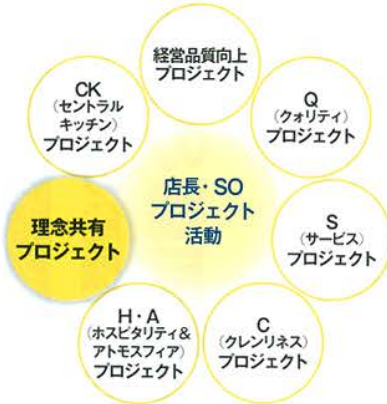 経営品質向上
プロジェクト
Q
(クォリティ)
プロジェクト
S
(サービス)
プロジェクト
C
(クレンリネス)
プロジェクト
H・A
(ホスピタリティ&
アトモスフィア)
プロジェクト
理念共有
プロジェクト
CK
(セントラル
キッチン)
プロジェクト
店長・SO
プロジェクト
活動